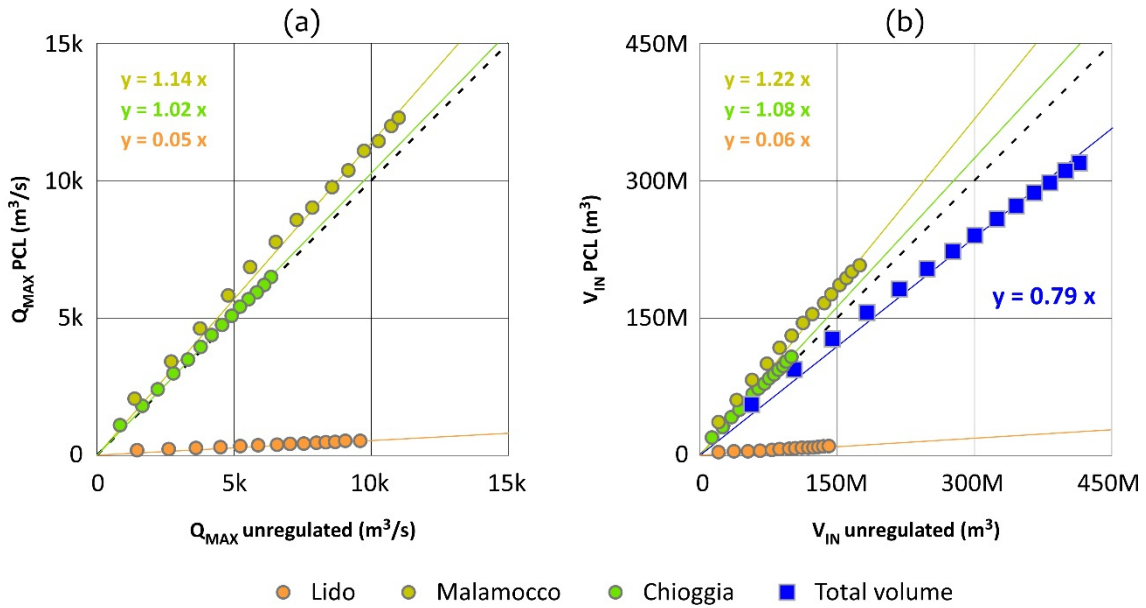 (a)
15k
10k
5k
0
Q_MAX PCL (m³/s)
y = 1.14 x
y = 1.02 x
y = 0.05 x
0 5k 10k 15k
Q_MAX unregulated (m³/s)
(b)
450M
300M
150M
0
V_IN PCL (m³)
y = 1.22 x
y = 1.08 x
y = 0.06 x
y = 0.79 x
0 150M 300M 450M
V_IN unregulated (m³)
Lido Malamocco Chioggia Total volume